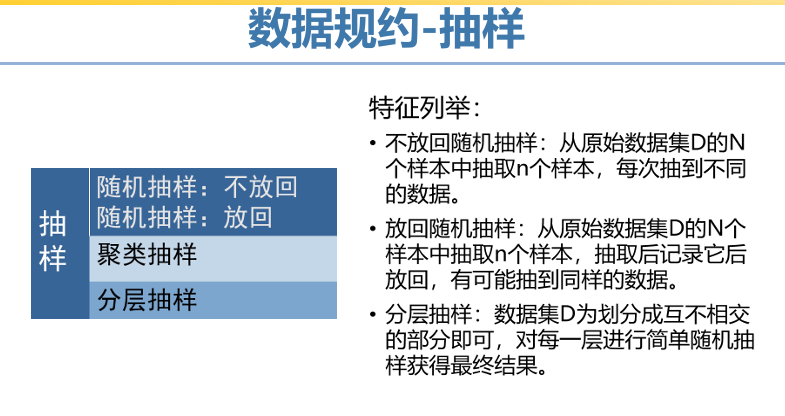 数据规约-抽样
抽
样
随机抽样：不放回
随机抽样：放回
聚类抽样
分层抽样
特征列举：
• 不放回随机抽样：从原始数据集D的N
个样本中抽取n个样本，每次抽到不同
的数据。
• 放回随机抽样：从原始数据集D的N个
样本中抽取n个样本，抽取后记录它后
放回，有可能抽到同样的数据。
• 分层抽样：数据集D为划分成互不相交
的部分即可，对每一层进行简单随机抽
样获得最终结果。